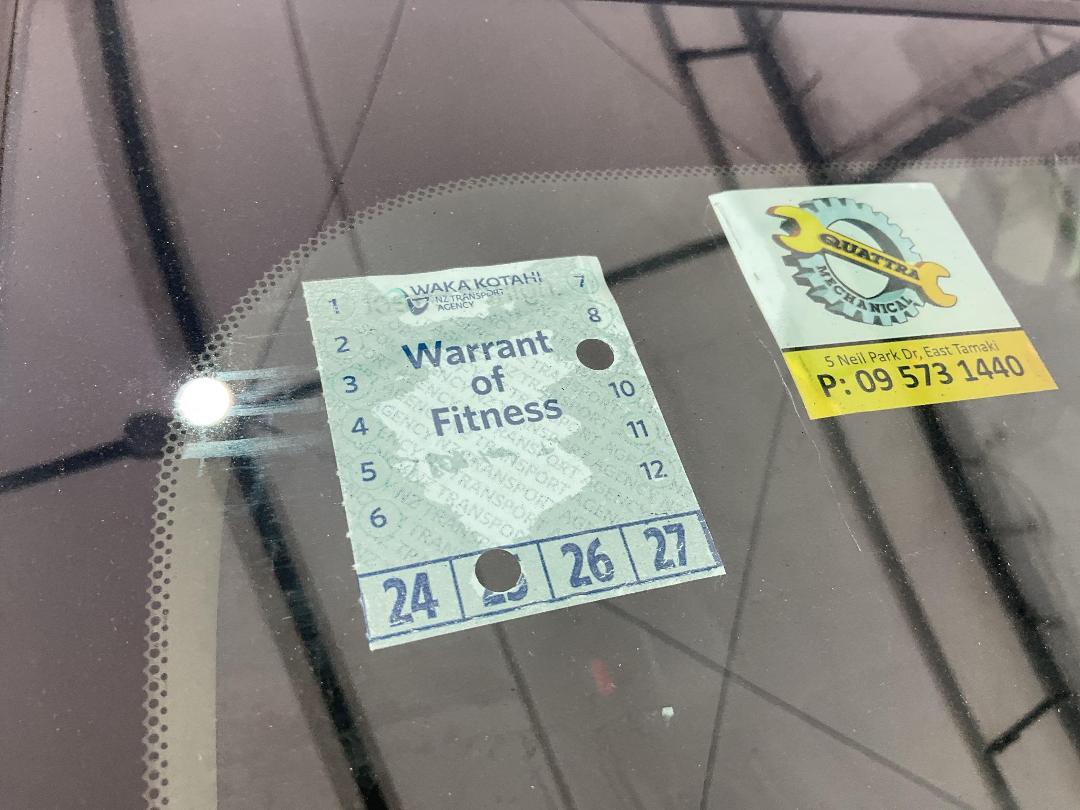 WAKA KOTAHI
NZ TRANSPORT
AGENCY
Warrant
of
Fitness
1
2
3
4
5
6
7
8
10
11
12
24 25 26 27
QUATTRA
MECHANICAL
5 Neil Park Dr, East Tamaki
P: 09 573 1440